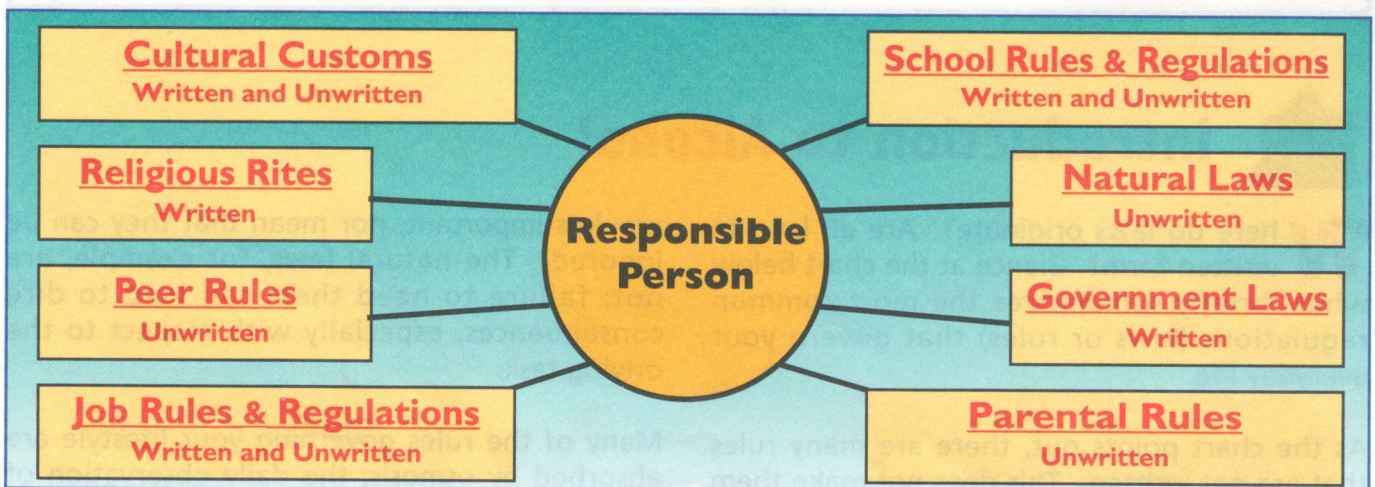 Cultural Customs
Written and Unwritten
Religious Rites
Written
Peer Rules
Unwritten
Job Rules & Regulations
Written and Unwritten
Responsible
Person
School Rules & Regulations
Written and Unwritten
Natural Laws
Unwritten
Government Laws
Written
Parental Rules
Unwritten